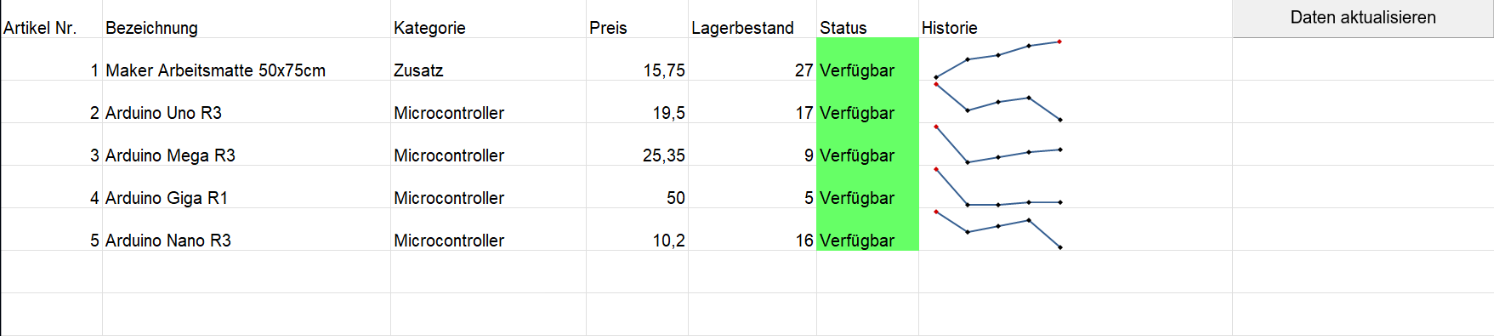 Daten aktualisieren
Artikel Nr. Bezeichnung Kategorie Preis Lagerbestand Status Historie
1 Maker Arbeitsmatte 50x75cm Zusatz 15,75 27 Verfügbar
2 Arduino Uno R3 Microcontroller 19,5 17 Verfügbar
3 Arduino Mega R3 Microcontroller 25,35 9 Verfügbar
4 Arduino Giga R1 Microcontroller 50 5 Verfügbar
5 Arduino Nano R3 Microcontroller 10,2 16 Verfügbar